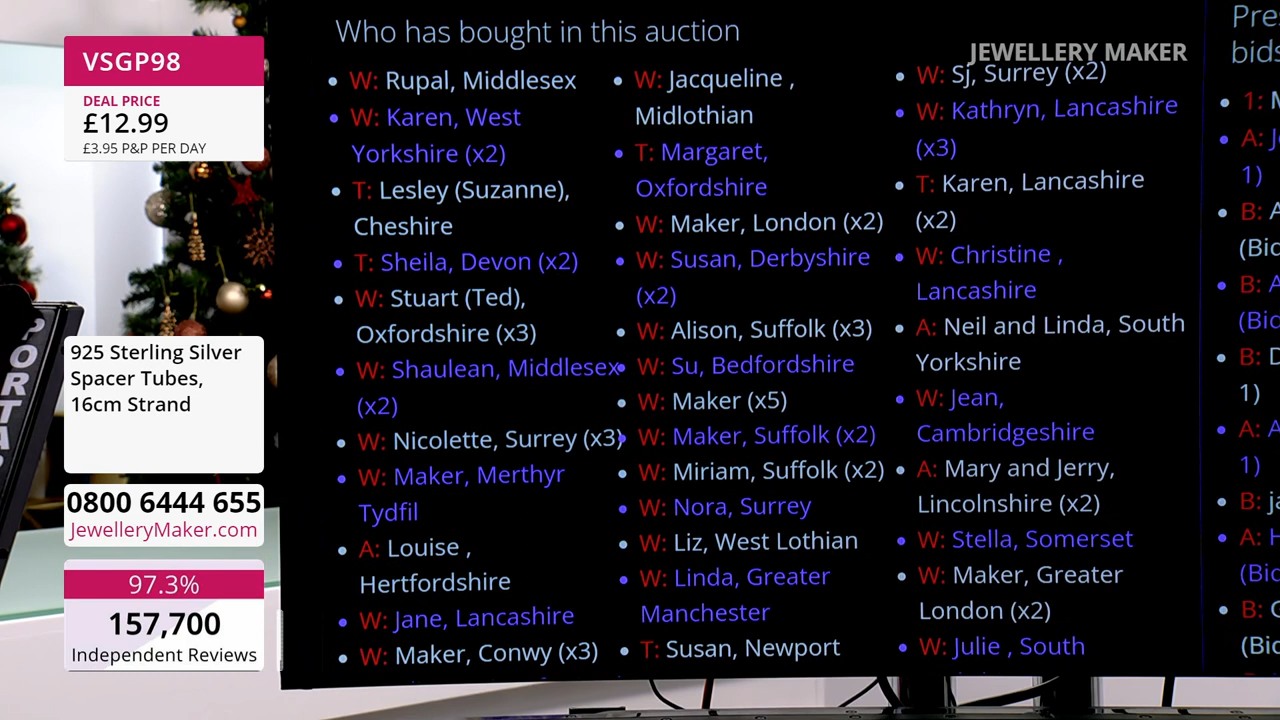 VSGP98
DEAL PRICE
£12.99
£3.95 P&P PER DAY
925 Sterling Silver
Spacer Tubes,
16cm Strand
0800 6444 655
JewelleryMaker.com
97.3%
157,700
Independent Reviews
JEWELLERY MAKER
Who has bought in this auction
W: Rupal, Middlesex
W: Karen, West
Yorkshire (x2)
T: Lesley (Suzanne),
Cheshire
T: Sheila, Devon (x2)
W: Stuart (Ted),
Oxfordshire (x3)
W: Shaulean, Middlesex
(x2)
W: Nicolette, Surrey (x3)
W: Maker, Merthyr
Tydfil
A: Louise ,
Hertfordshire
W: Jane, Lancashire
W: Maker, Conwy (x3)
W: Jacqueline ,
Midlothian
T: Margaret,
Oxfordshire
W: Maker, London (x2)
W: Susan, Derbyshire
(x2)
W: Alison, Suffolk (x3)
W: Su, Bedfordshire
W: Maker (x5)
W: Maker, Suffolk (x2)
W: Miriam, Suffolk (x2)
W: Nora, Surrey
W: Liz, West Lothian
W: Linda, Greater
Manchester
T: Susan, Newport
W: Sj, Surrey (x2)
W: Kathryn, Lancashire
(x3)
T: Karen, Lancashire
(x2)
W: Christine ,
Lancashire
A: Neil and Linda, South
Yorkshire
W: Jean,
Cambridgeshire
A: Mary and Jerry,
Lincolnshire (x2)
W: Stella, Somerset
W: Maker, Greater
London (x2)
W: Julie , South
1:
A:
1)
B:
B:
B:
1)
A:
1)
B:
A:
B: